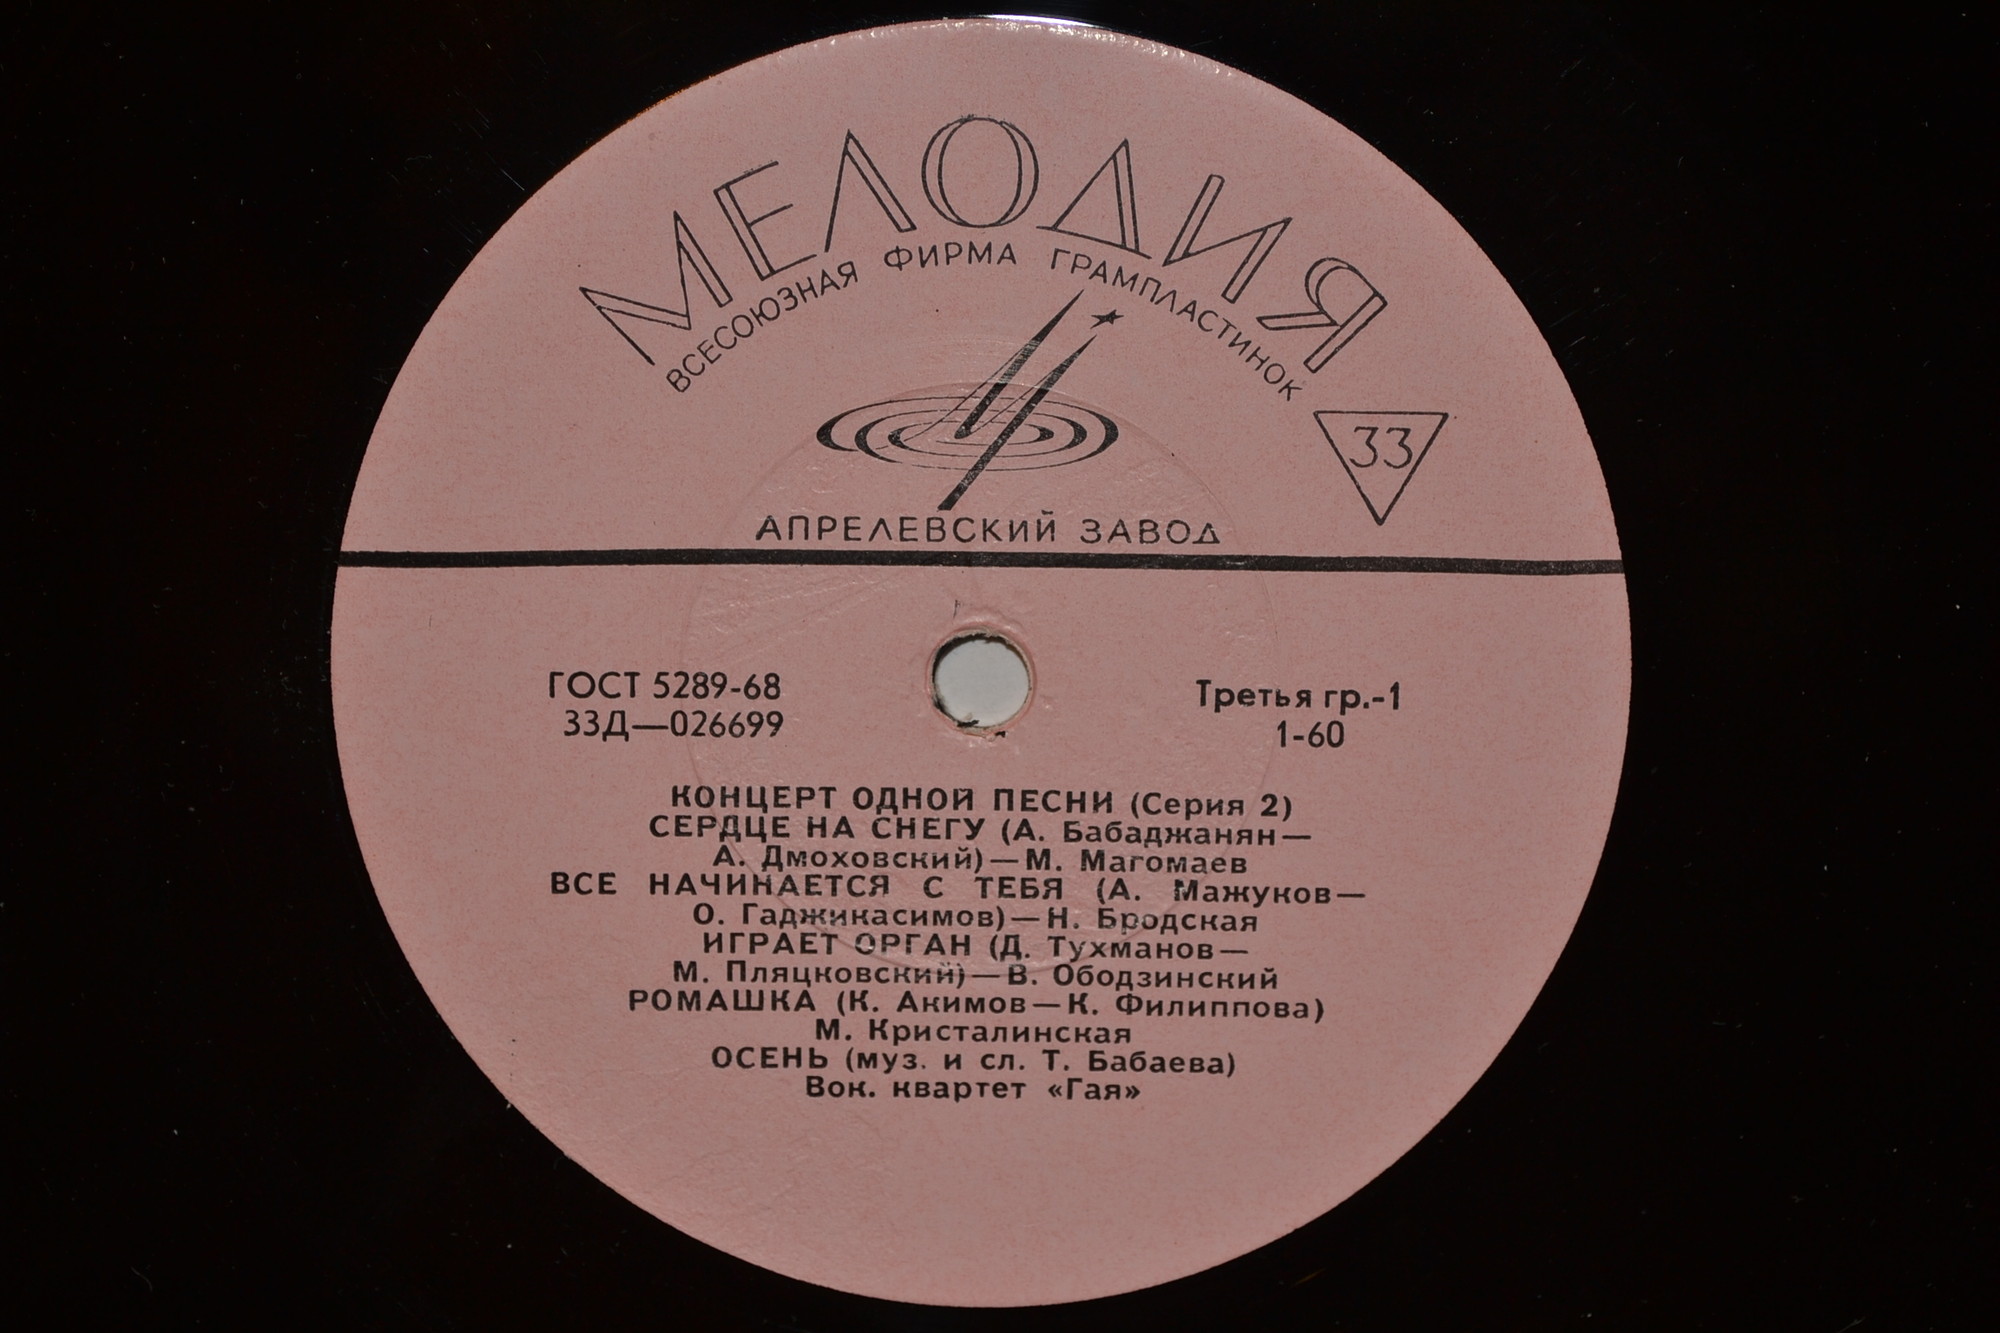 МЕЛОДИЯ
ВСЕСОЮЗНАЯ ФИРМА ГРАМПЛАСТИНОК
33
АПРЕЛЕВСКИЙ ЗАВОД
ГОСТ 5289-68
33Д—026699
Третья гр.-1
1-60
КОНЦЕРТ ОДНОЙ ПЕСНИ (Серия 2)
СЕРДЦЕ НА СНЕГУ (А. Бабаджанян—
А. Дмоховский)—М. Магомаев
ВСЕ НАЧИНАЕТСЯ С ТЕБЯ (А. Мажуков—
О. Гаджикасимов)—Н. Бродская
ИГРАЕТ ОРГАН (Д. Тухманов—
М. Пляцковский)—В. Ободзинский
РОМАШКА (К. Акимов—К. Филиппова)
М. Кристалинская
ОСЕНЬ (муз. и сл. Т. Бабаева)
Вок. квартет «Гая»